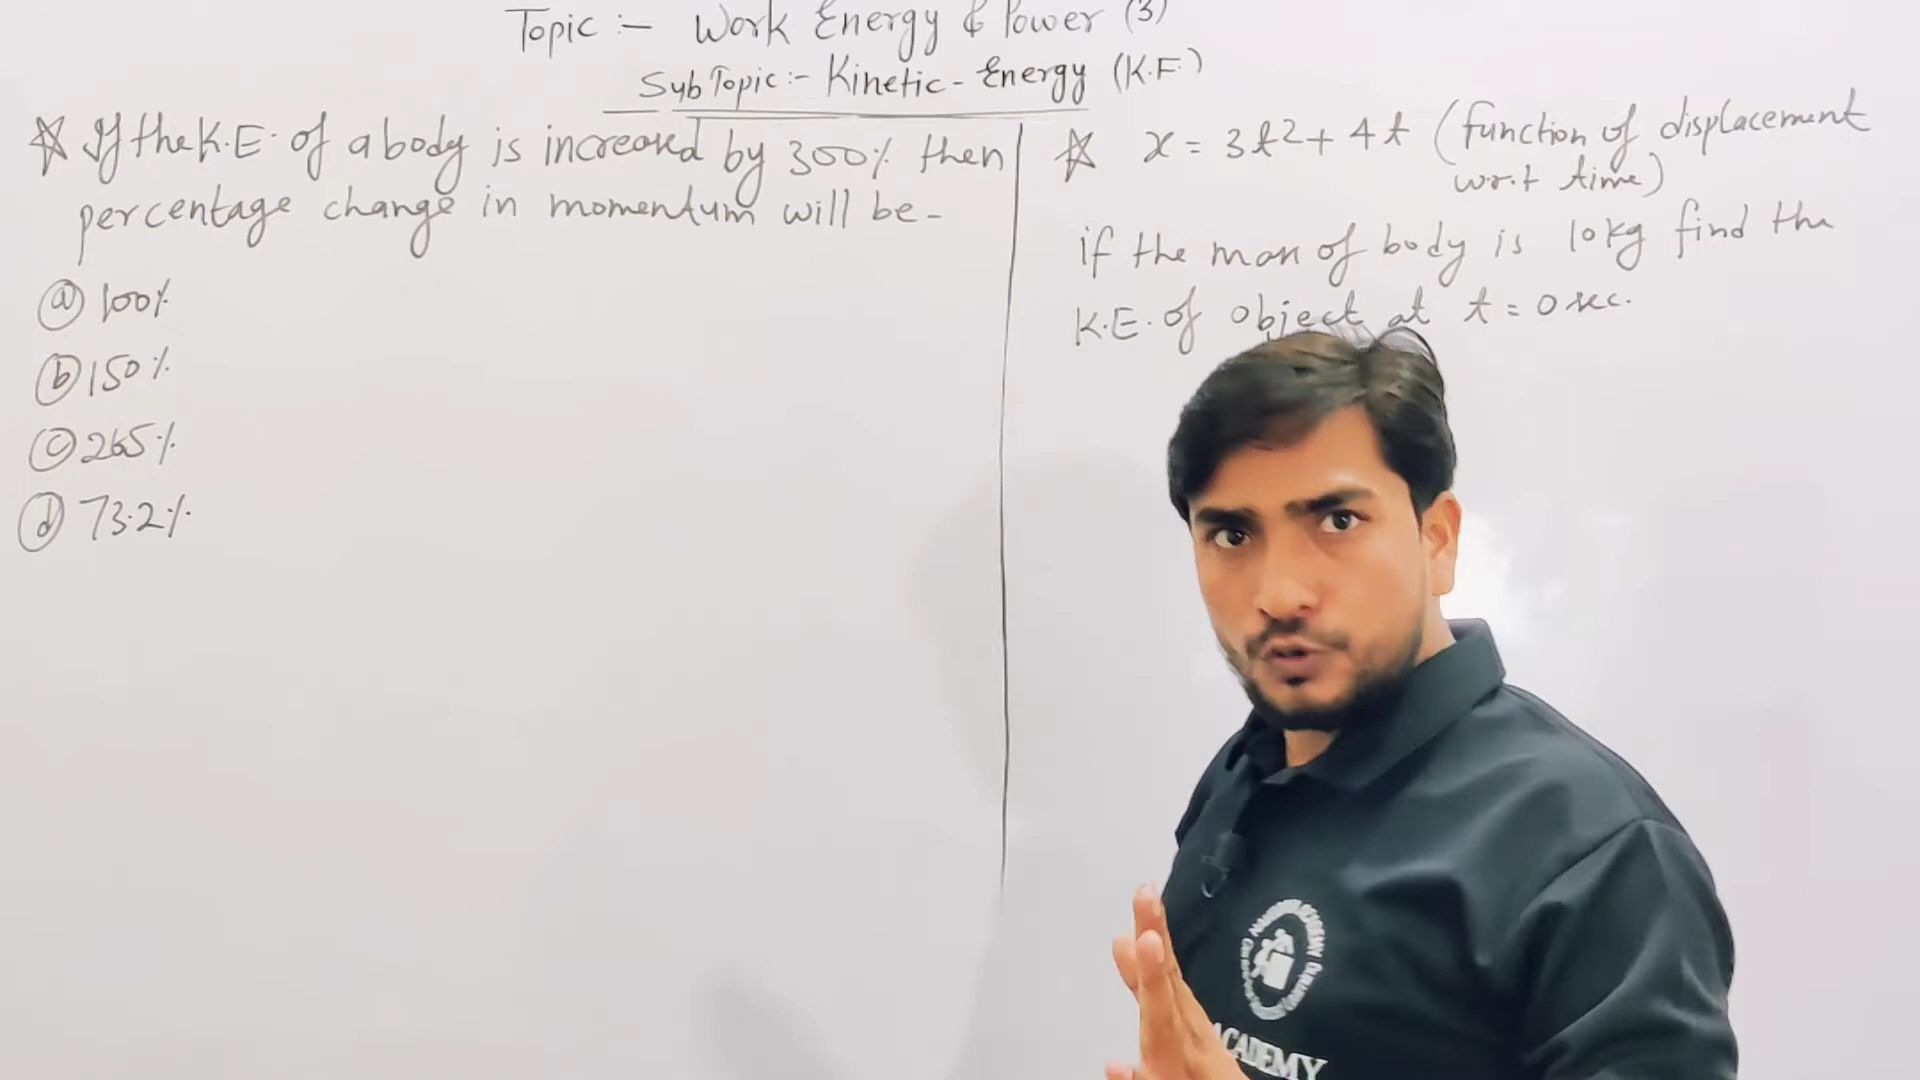 Topic :- Work Energy & Power (3)
SubTopic:- Kinetic-Energy (K.E.)
☆ If the K.E. of a body is increased by 300% then
percentage change in momentum will be-
ⓐ 100%
ⓑ 150%
ⓒ 265%
ⓓ 73.2%
☆ x = 3t²+4t (function of displacement
w.r.t time)
if the mass of body is 10kg find the
K.E. of object at t = 0 sec.
ACADEMY